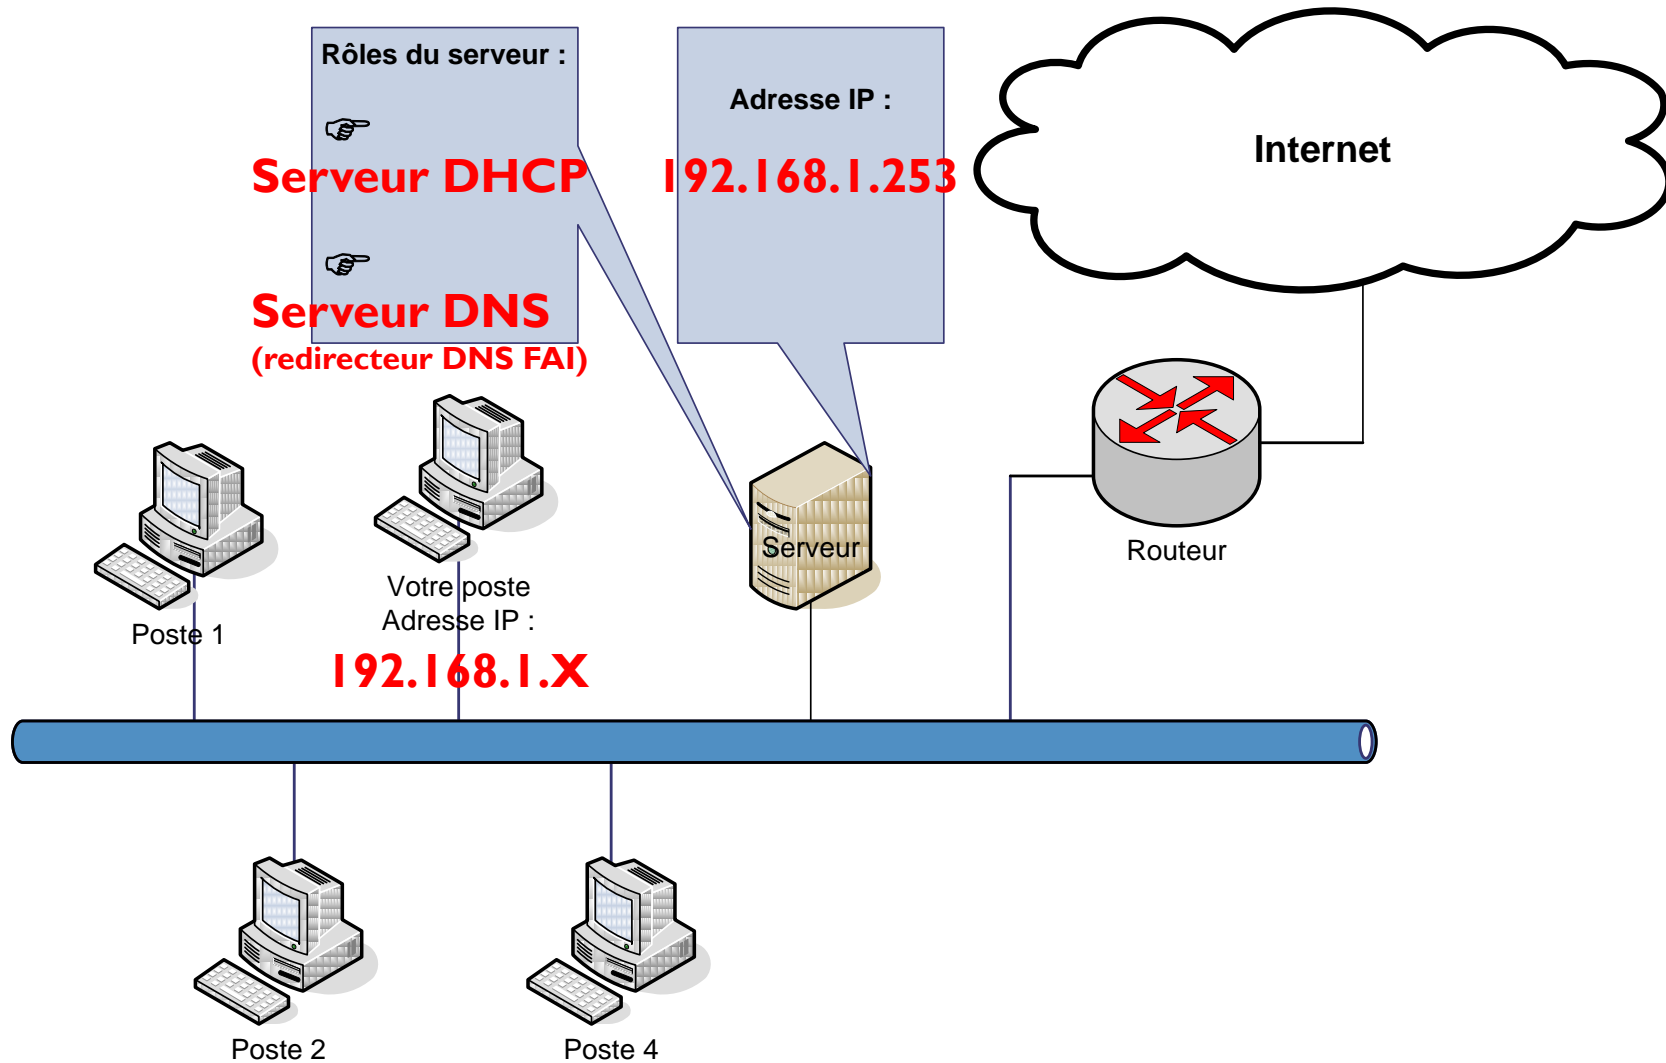 Rôles du serveur :
☞
Serveur DHCP
☞
Serveur DNS
(redirecteur DNS FAI)
Adresse IP :
192.168.1.253
Internet
Poste 1
Votre poste
Adresse IP :
192.168.1.X
Serveur
Routeur
Poste 2
Poste 4